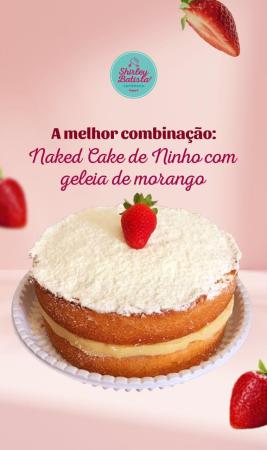 Shirley
Batista
A melhor combinação:
Naked Cake de Ninho com
geleia de morango